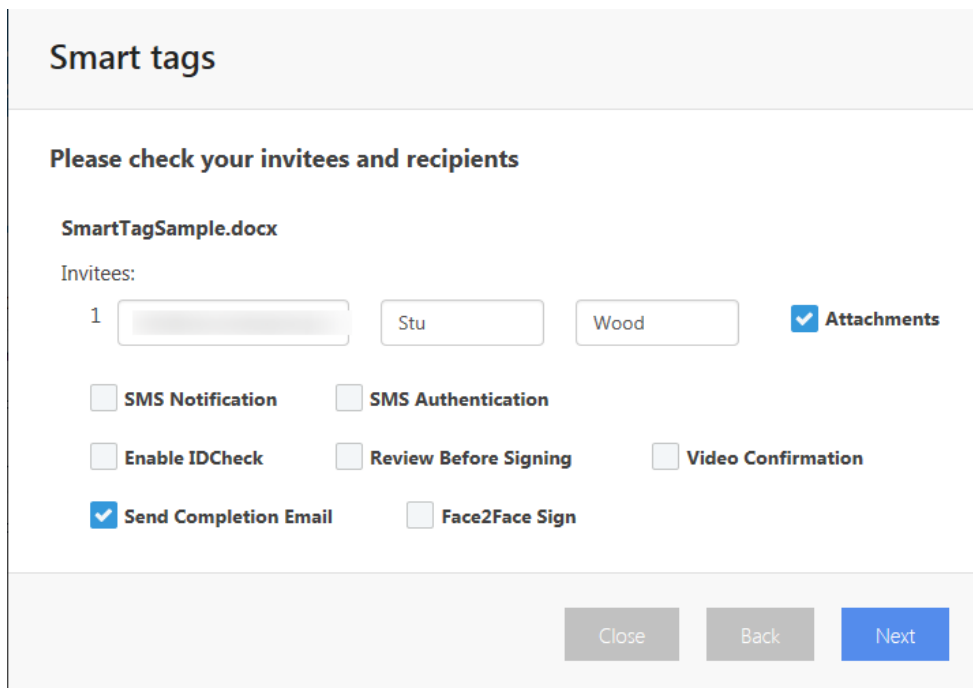 Smart tags
Please check your invitees and recipients
SmartTagSample.docx
Invitees:
1 Stu Wood Attachments
SMS Notification SMS Authentication
Enable IDCheck Review Before Signing Video Confirmation
Send Completion Email Face2Face Sign
Close Back Next